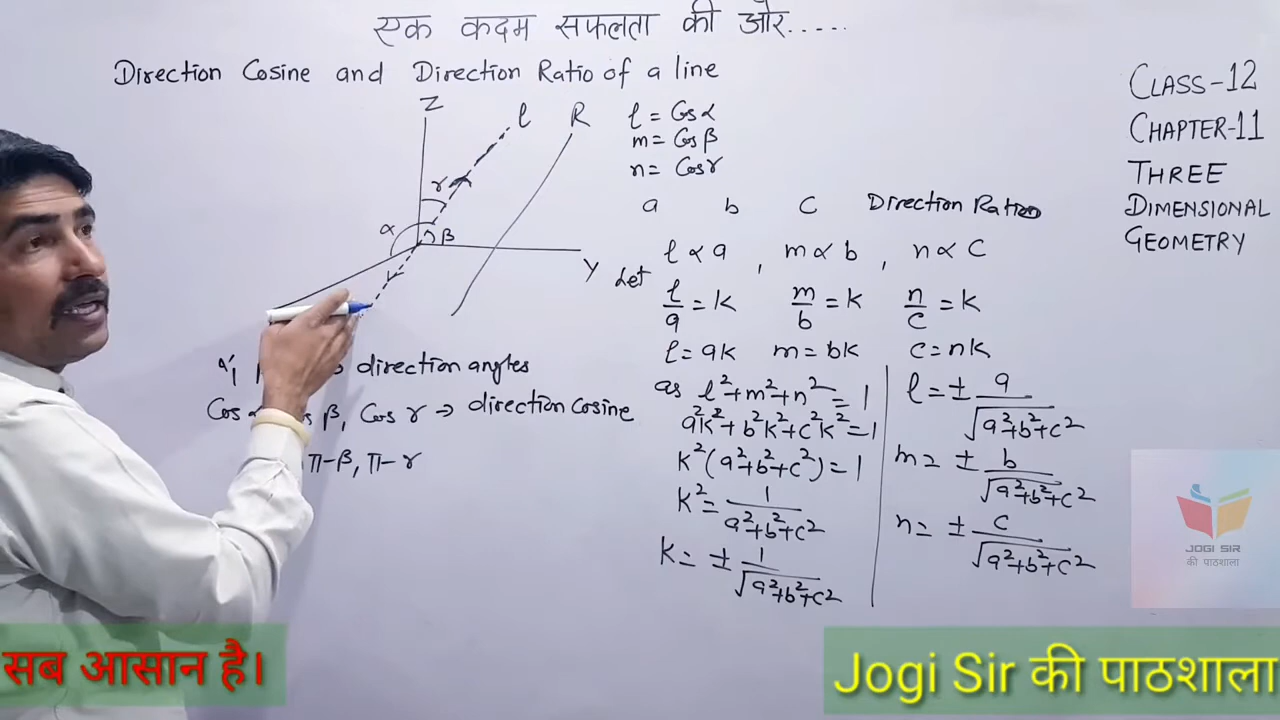 एक कदम सफलता की ओर.....
Direction Cosine and Direction Ratio of a line
CLASS-12
CHAPTER-11
THREE
DIMENSIONAL
GEOMETRY
Z
l
R
γ
α
β
Y
l = Cosα
m = Cosβ
n = Cosγ
a b c Direction Ratio
l ∝ a , m ∝ b , n ∝ C
Let
l/a = k m/b = k n/c = k
l = ak m = bk c = nk
as l²+m²+n² = 1
a²k²+b²k²+c²k² = 1
k²(a²+b²+c²) = 1
k² = 1/a²+b²+c²
k = ± 1/√a²+b²+c²
l = ± a/√a²+b²+c²
m = ± b/√a²+b²+c²
n = ± c/√a²+b²+c²
direction angles
Cos β, Cos γ → direction Cosine
π-β, π-γ
JOGI SIR
की पाठशाला
सब आसान है।
Jogi Sir की पाठशाला